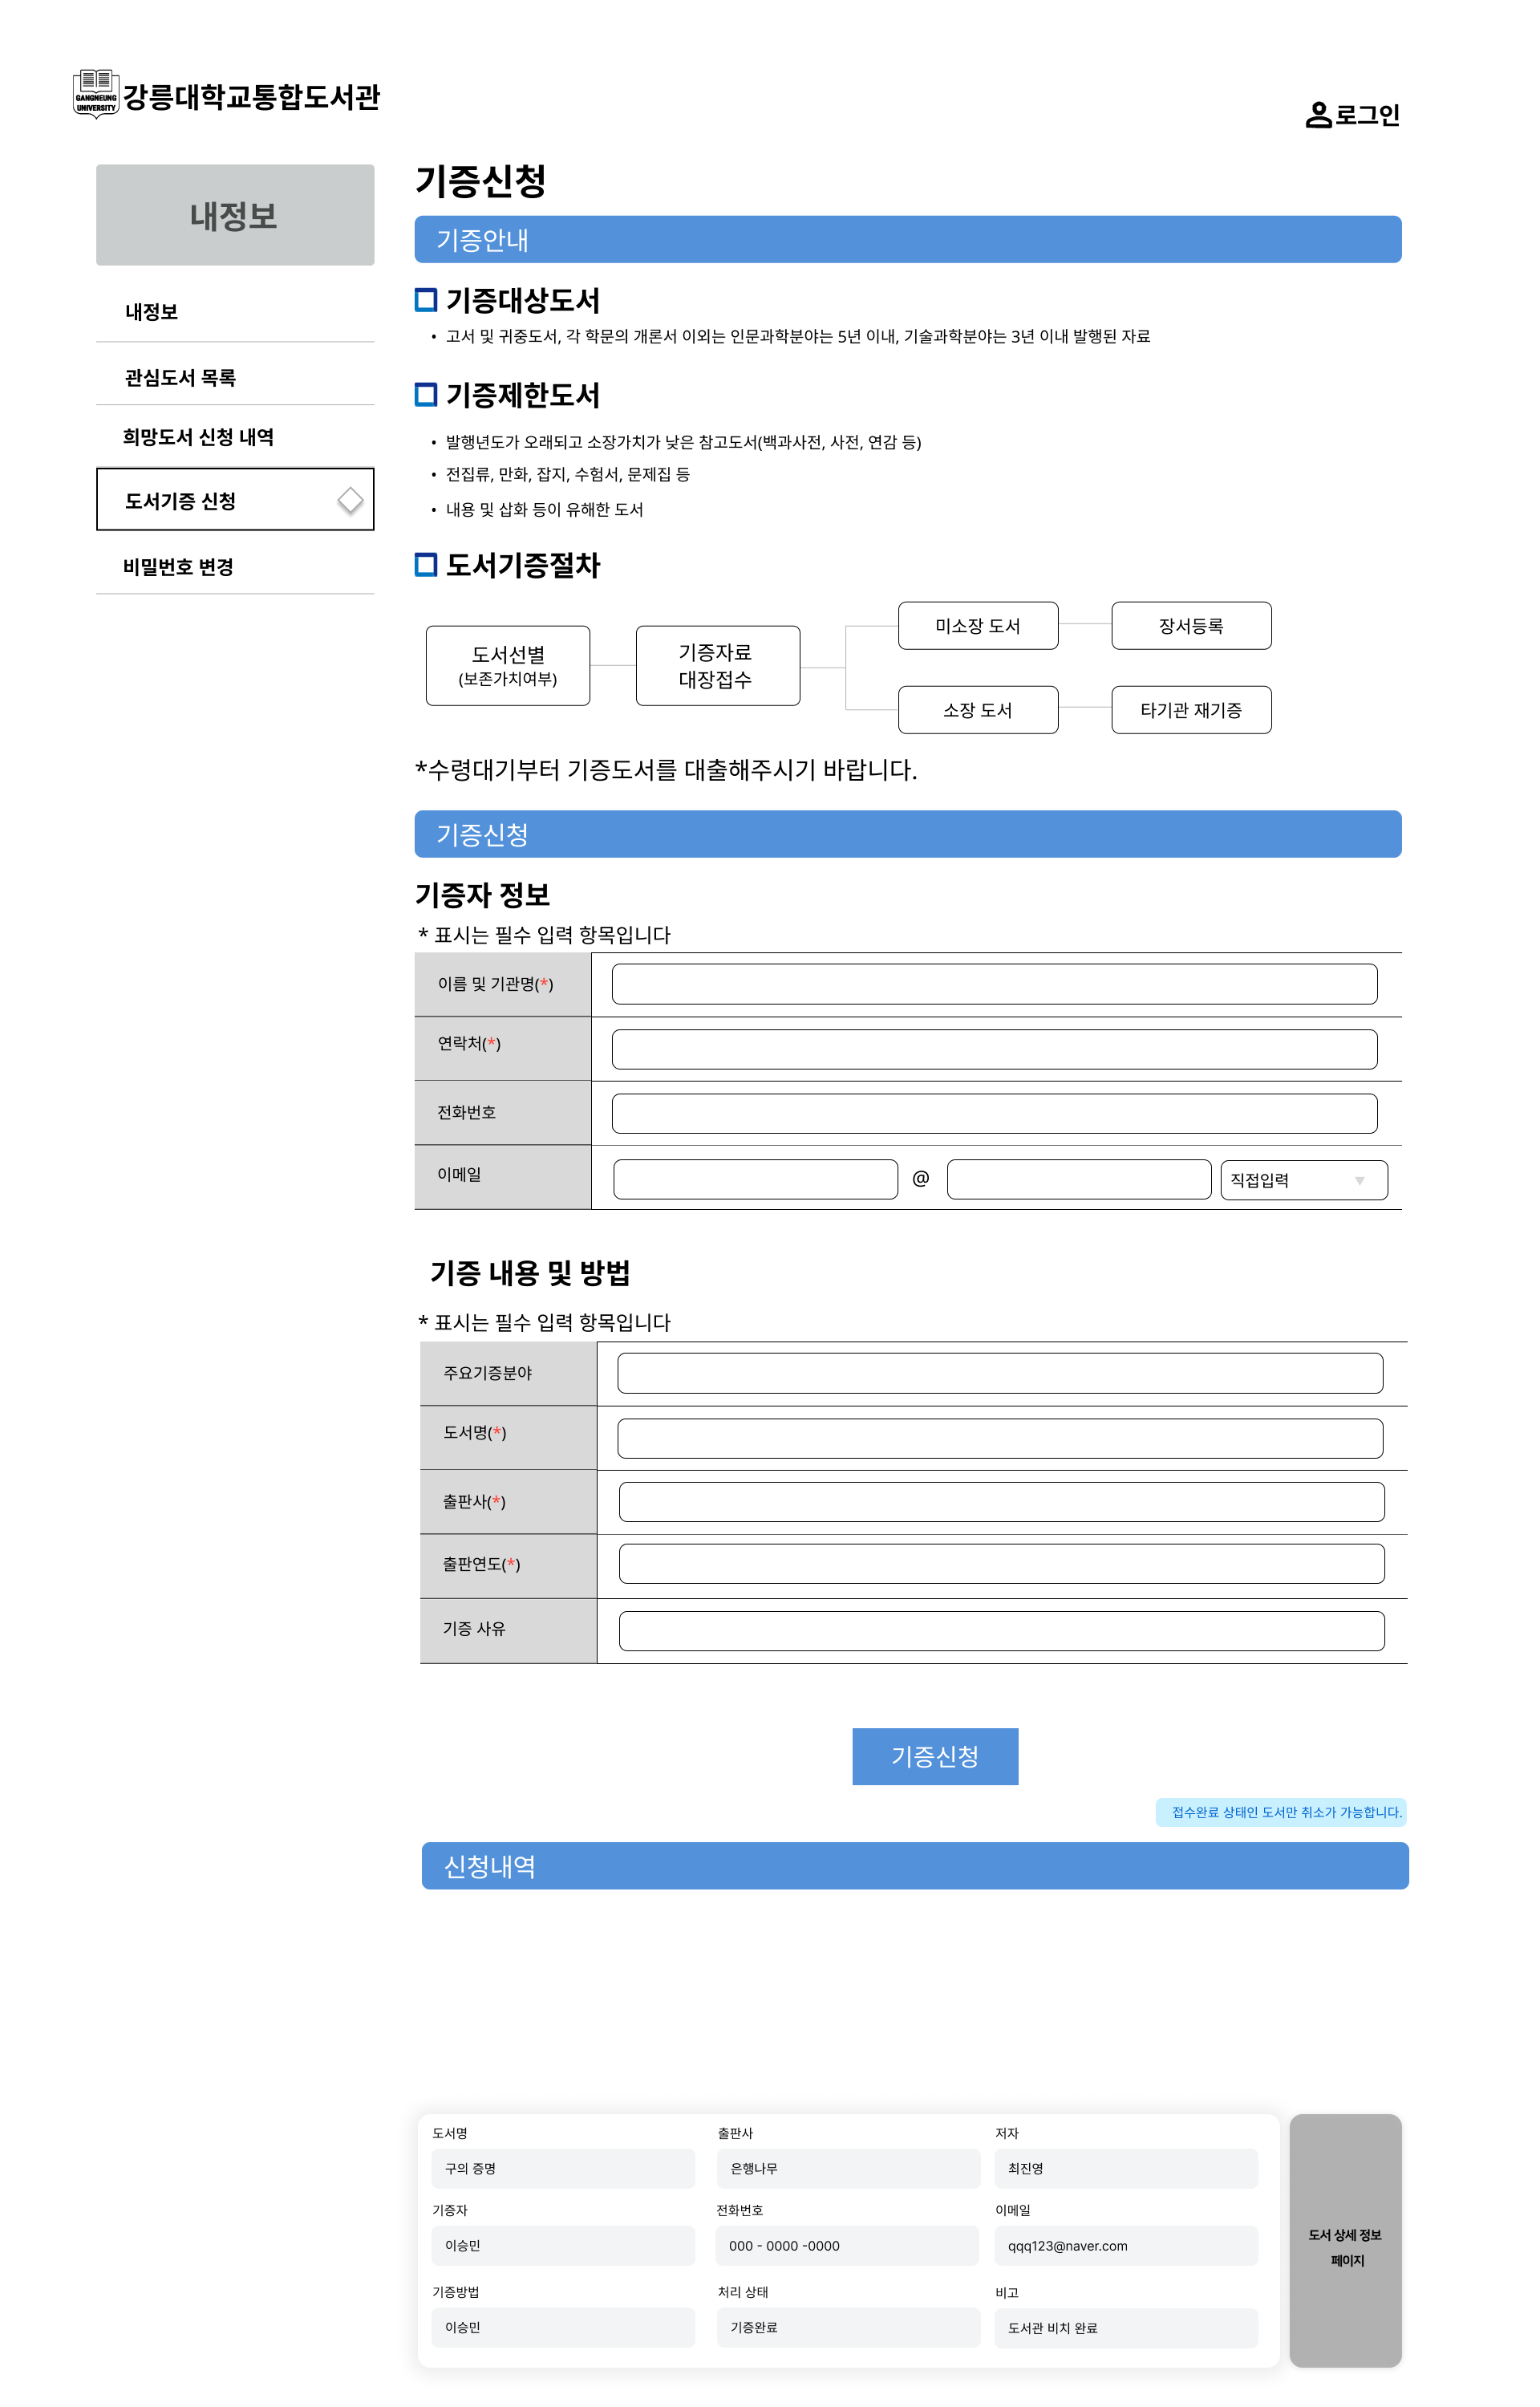 GANGNEUNG
UNIVERSITY
강릉대학교통합도서관
로그인
내정보
내정보
관심도서 목록
희망도서 신청 내역
도서기증 신청
비밀번호 변경
기증신청
기증안내
기증대상도서
• 고서 및 귀중도서, 각 학문의 개론서 이외는 인문과학분야는 5년 이내, 기술과학분야는 3년 이내 발행된 자료
기증제한도서
• 발행년도가 오래되고 소장가치가 낮은 참고도서(백과사전, 사전, 연감 등)
• 전집류, 만화, 잡지, 수험서, 문제집 등
• 내용 및 삽화 등이 유해한 도서
도서기증절차
도서선별
(보존가치여부)
기증자료
대장접수
미소장 도서
장서등록
소장 도서
타기관 재기증
*수령대기부터 기증도서를 대출해주시기 바랍니다.
기증신청
기증자 정보
* 표시는 필수 입력 항목입니다
이름 및 기관명(*)
연락처(*)
전화번호
이메일
@
직접입력
기증 내용 및 방법
* 표시는 필수 입력 항목입니다
주요기증분야
도서명(*)
출판사(*)
출판연도(*)
기증 사유
기증신청
접수완료 상태인 도서만 취소가 가능합니다.
신청내역
도서명
출판사
저자
구의 증명
은행나무
최진영
기증자
전화번호
이메일
이승민
000 - 0000 -0000
qqq123@naver.com
기증방법
처리 상태
비고
이승민
기증완료
도서관 비치 완료
도서 상세 정보
페이지